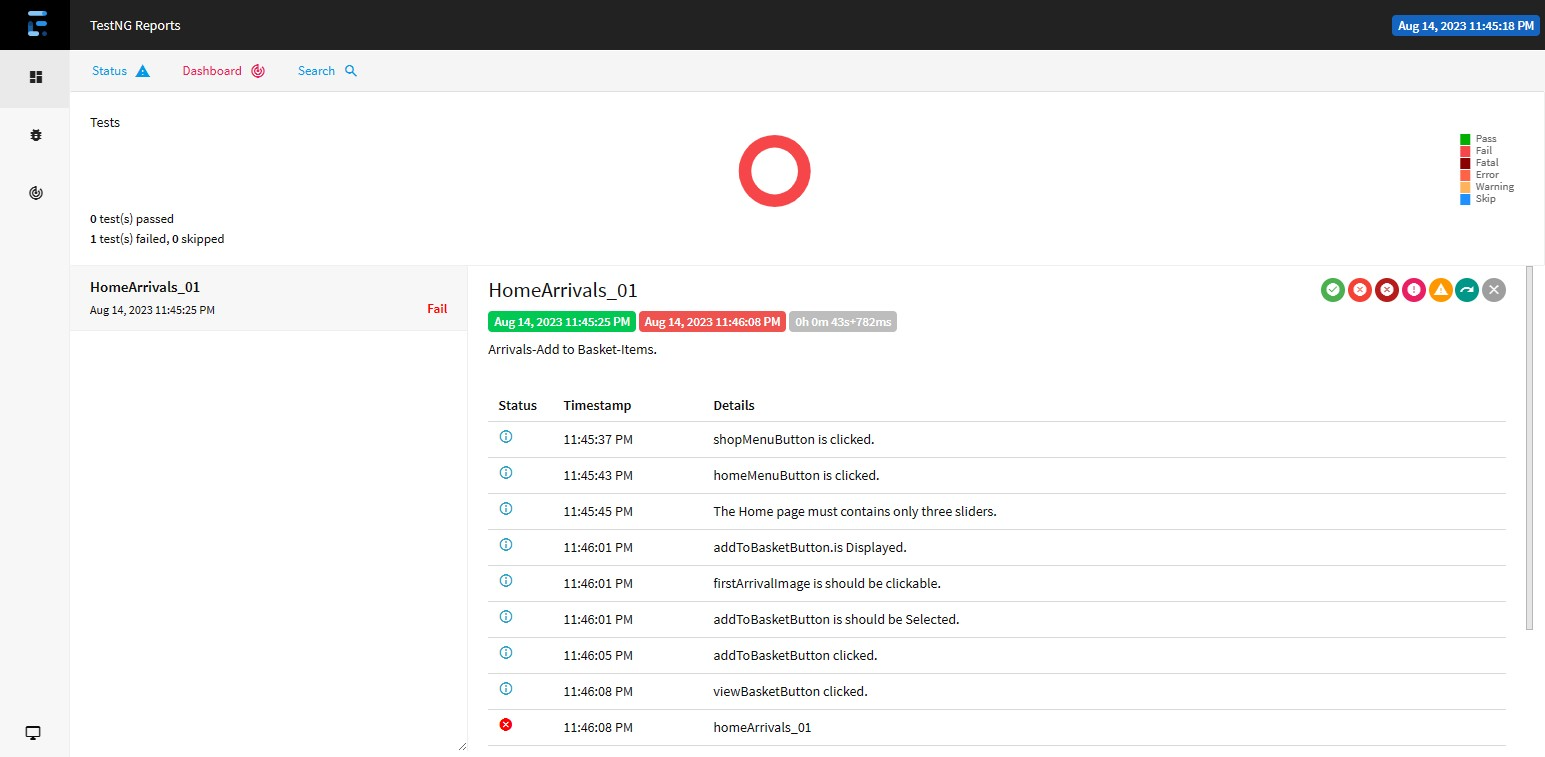 TestNG Reports
Aug 14, 2023 11:45:18 PM
Status Dashboard Search
Tests
Pass
Fail
Fatal
Error
Warning
Skip
0 test(s) passed
1 test(s) failed, 0 skipped
HomeArrivals_01
Aug 14, 2023 11:45:25 PM Fail
HomeArrivals_01
Aug 14, 2023 11:45:25 PM Aug 14, 2023 11:46:08 PM 0h 0m 43s+782ms
Arrivals-Add to Basket-Items.
Status Timestamp Details
11:45:37 PM shopMenuButton is clicked.
11:45:43 PM homeMenuButton is clicked.
11:45:45 PM The Home page must contains only three sliders.
11:46:01 PM addToBasketButton.is Displayed.
11:46:01 PM firstArrivalImage is should be clickable.
11:46:01 PM addToBasketButton is should be Selected.
11:46:05 PM addToBasketButton clicked.
11:46:08 PM viewBasketButton clicked.
11:46:08 PM homeArrivals_01